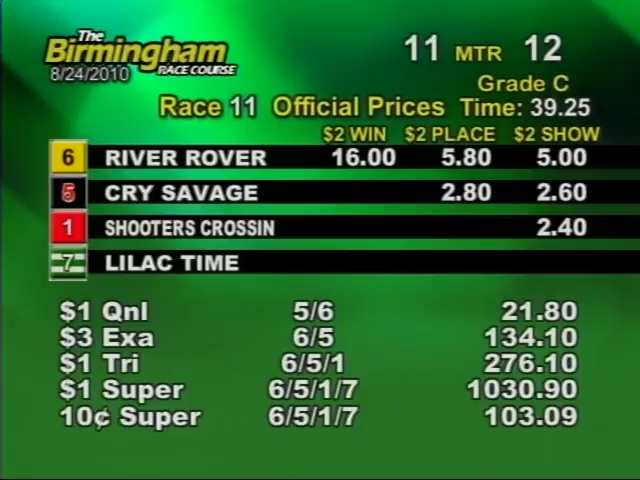 The
Birmingham
RACE COURSE
8/24/2010
11 MTR 12
Grade C
Race 11 Official Prices Time: 39.25
$2 WIN $2 PLACE $2 SHOW
6 RIVER ROVER 16.00 5.80 5.00
5 CRY SAVAGE 2.80 2.60
1 SHOOTERS CROSSIN 2.40
7 LILAC TIME
$1 Qnl 5/6 21.80
$3 Exa 6/5 134.10
$1 Tri 6/5/1 276.10
$1 Super 6/5/1/7 1030.90
10¢ Super 6/5/1/7 103.09